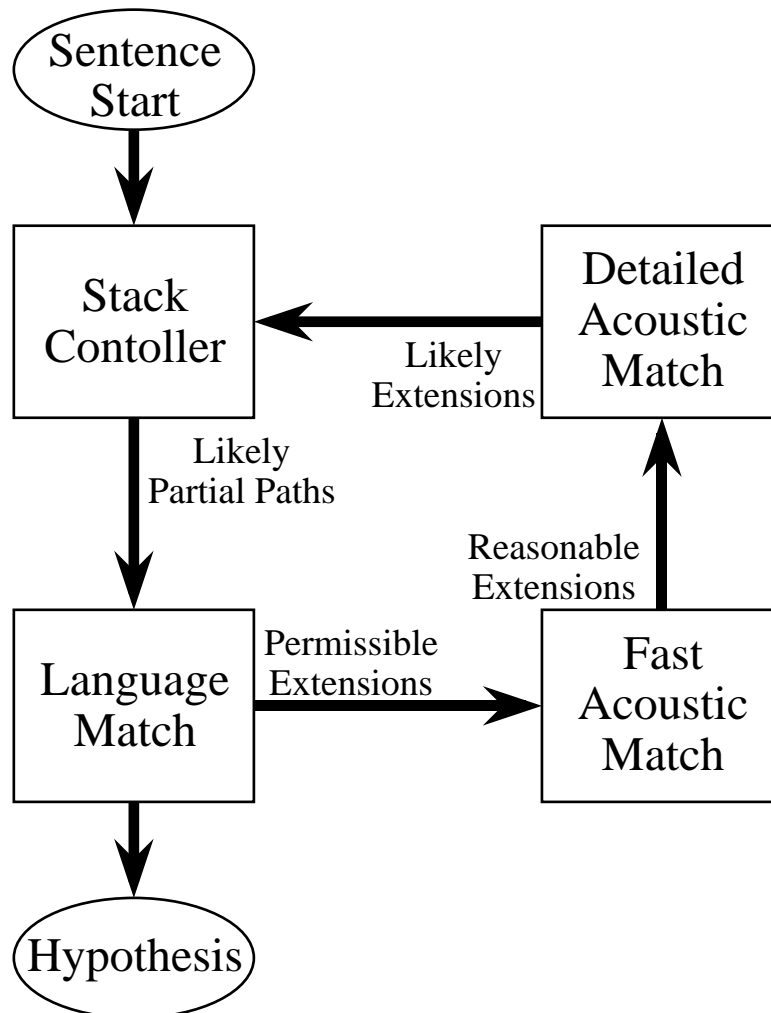 Sentence
Start
Stack
Contoller
Detailed
Acoustic
Match
Likely
Extensions
Likely
Partial Paths
Reasonable
Extensions
Language
Match
Permissible
Extensions
Fast
Acoustic
Match
Hypothesis